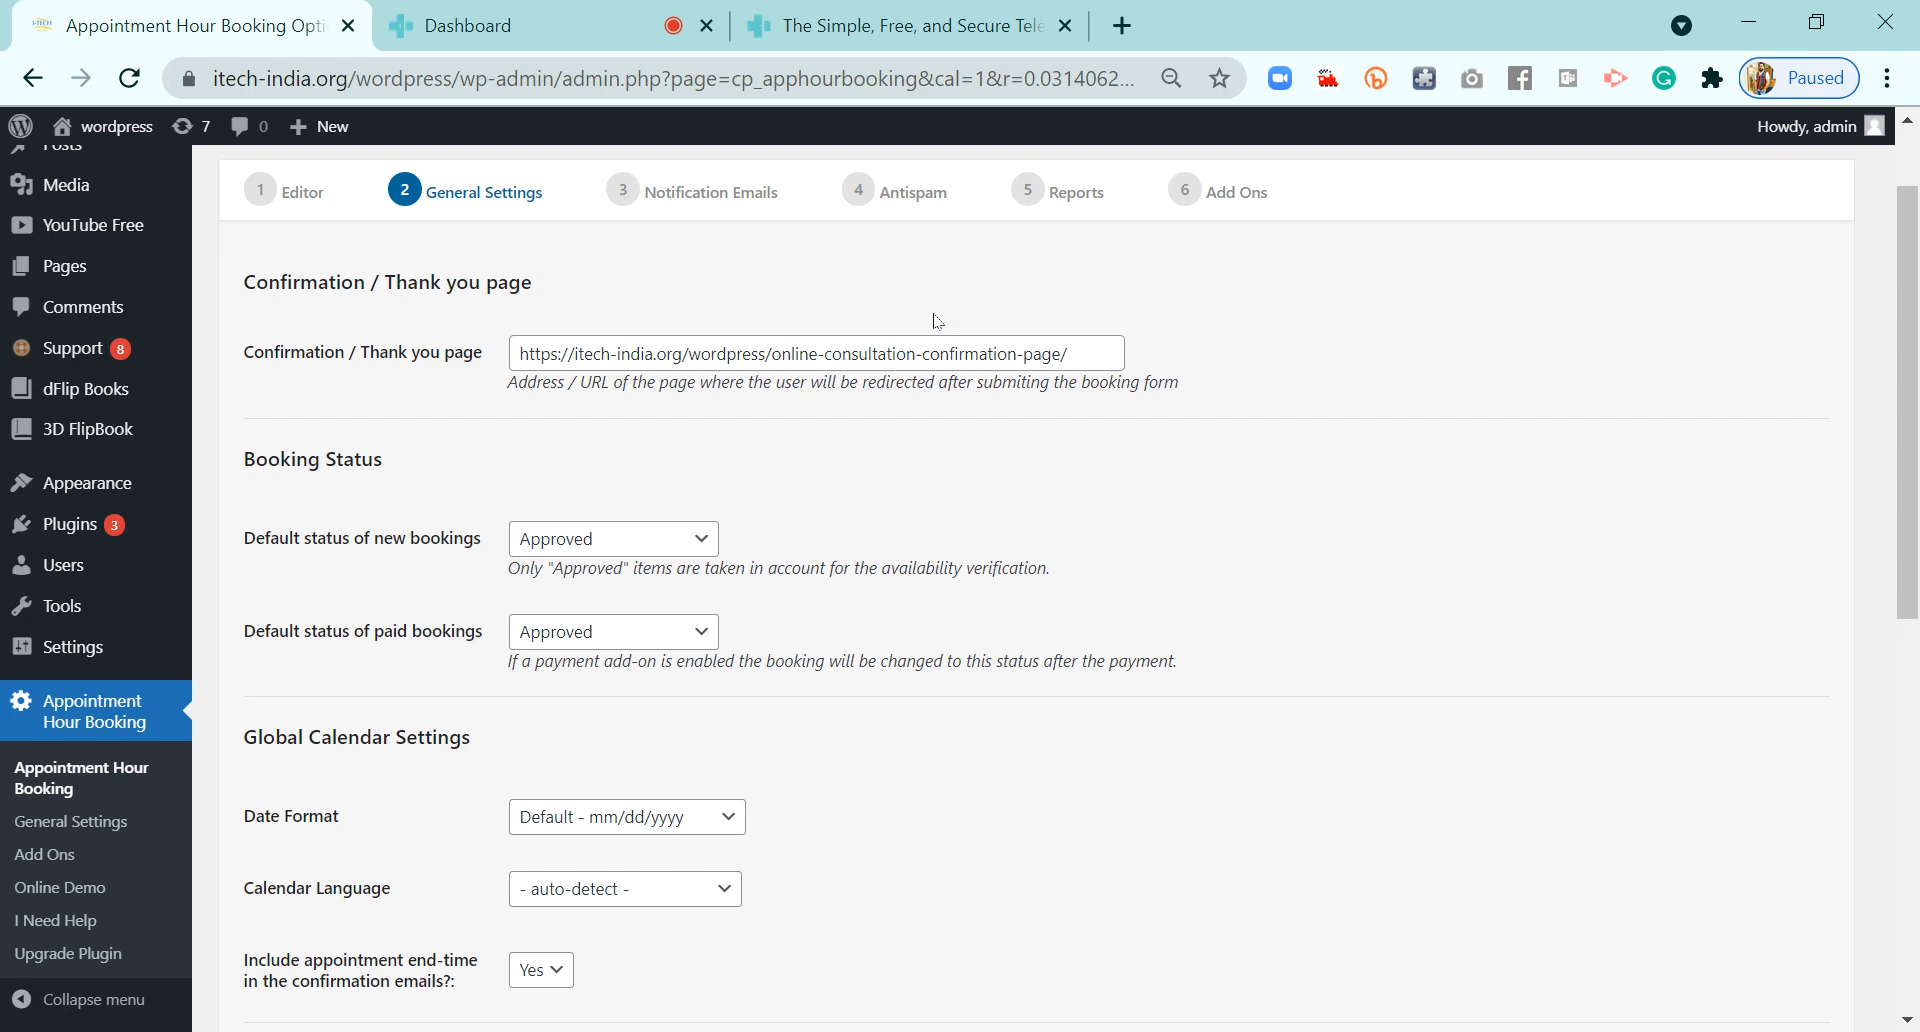 Appointment Hour Booking Opti
Dashboard
The Simple, Free, and Secure Tele
itech-india.org/wordpress/wp-admin/admin.php?page=cp_apphourbooking&cal=1&r=0.0314062...
Paused
wordpress
7
0
New
Howdy, admin
Posts
Media
YouTube Free
Pages
Comments
Support 8
dFlip Books
3D FlipBook
Appearance
Plugins 3
Users
Tools
Settings
Appointment
Hour Booking
Appointment Hour
Booking
General Settings
Add Ons
Online Demo
I Need Help
Upgrade Plugin
Collapse menu
1 Editor
2 General Settings
3 Notification Emails
4 Antispam
5 Reports
6 Add Ons
Confirmation / Thank you page
Confirmation / Thank you page
https://itech-india.org/wordpress/online-consultation-confirmation-page/
Address / URL of the page where the user will be redirected after submiting the booking form
Booking Status
Default status of new bookings
Approved
Only "Approved" items are taken in account for the availability verification.
Default status of paid bookings
Approved
If a payment add-on is enabled the booking will be changed to this status after the payment.
Global Calendar Settings
Date Format
Default - mm/dd/yyyy
Calendar Language
- auto-detect -
Include appointment end-time
in the confirmation emails?:
Yes